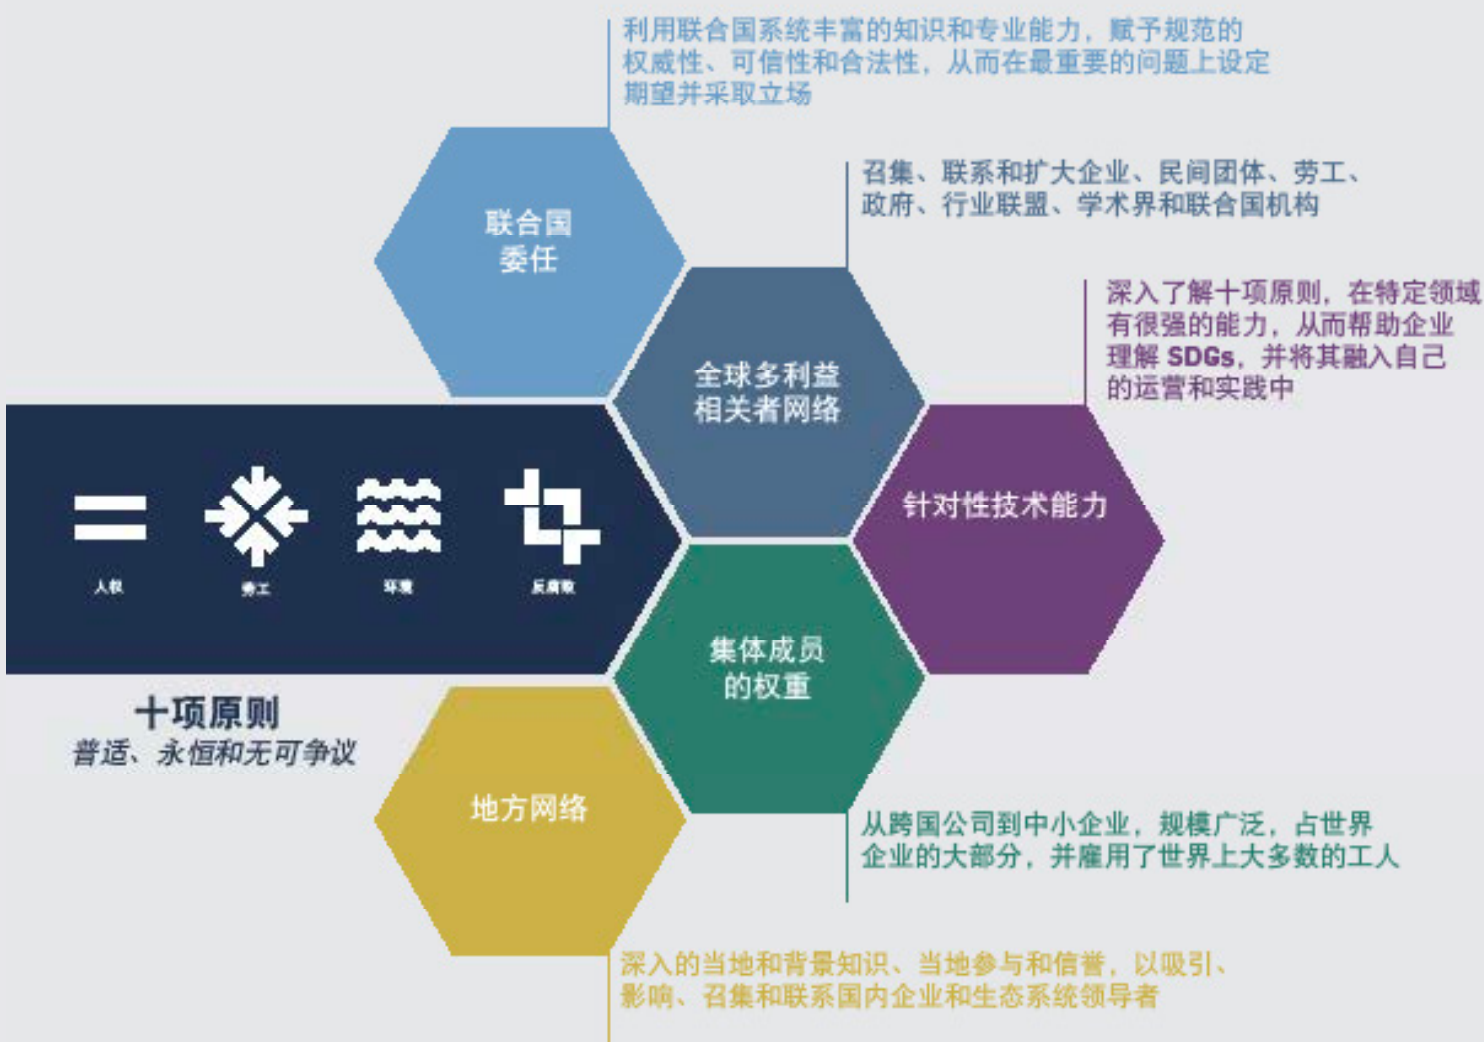 利用联合国系统丰富的知识和专业能力，赋予规范的
权威性、可信性和合法性，从而在最重要的问题上设定
期望并采取立场
联合国
委任
召集、联系和扩大企业、民间团体、劳工、
政府、行业联盟、学术界和联合国机构
全球多利益
相关者网络
深入了解十项原则，在特定领域
有很强的能力，从而帮助企业
理解 SDGs，并将其融入自己
的运营和实践中
针对性技术能力
人权
劳工
环境
反腐败
十项原则
普适、永恒和无可争议
集体成员
的权重
从跨国公司到中小企业，规模广泛，占世界
企业的大部分，并雇用了世界上大多数的工人
地方网络
深入的当地和背景知识、当地参与和信誉，以吸引、
影响、召集和联系国内企业和生态系统领导者